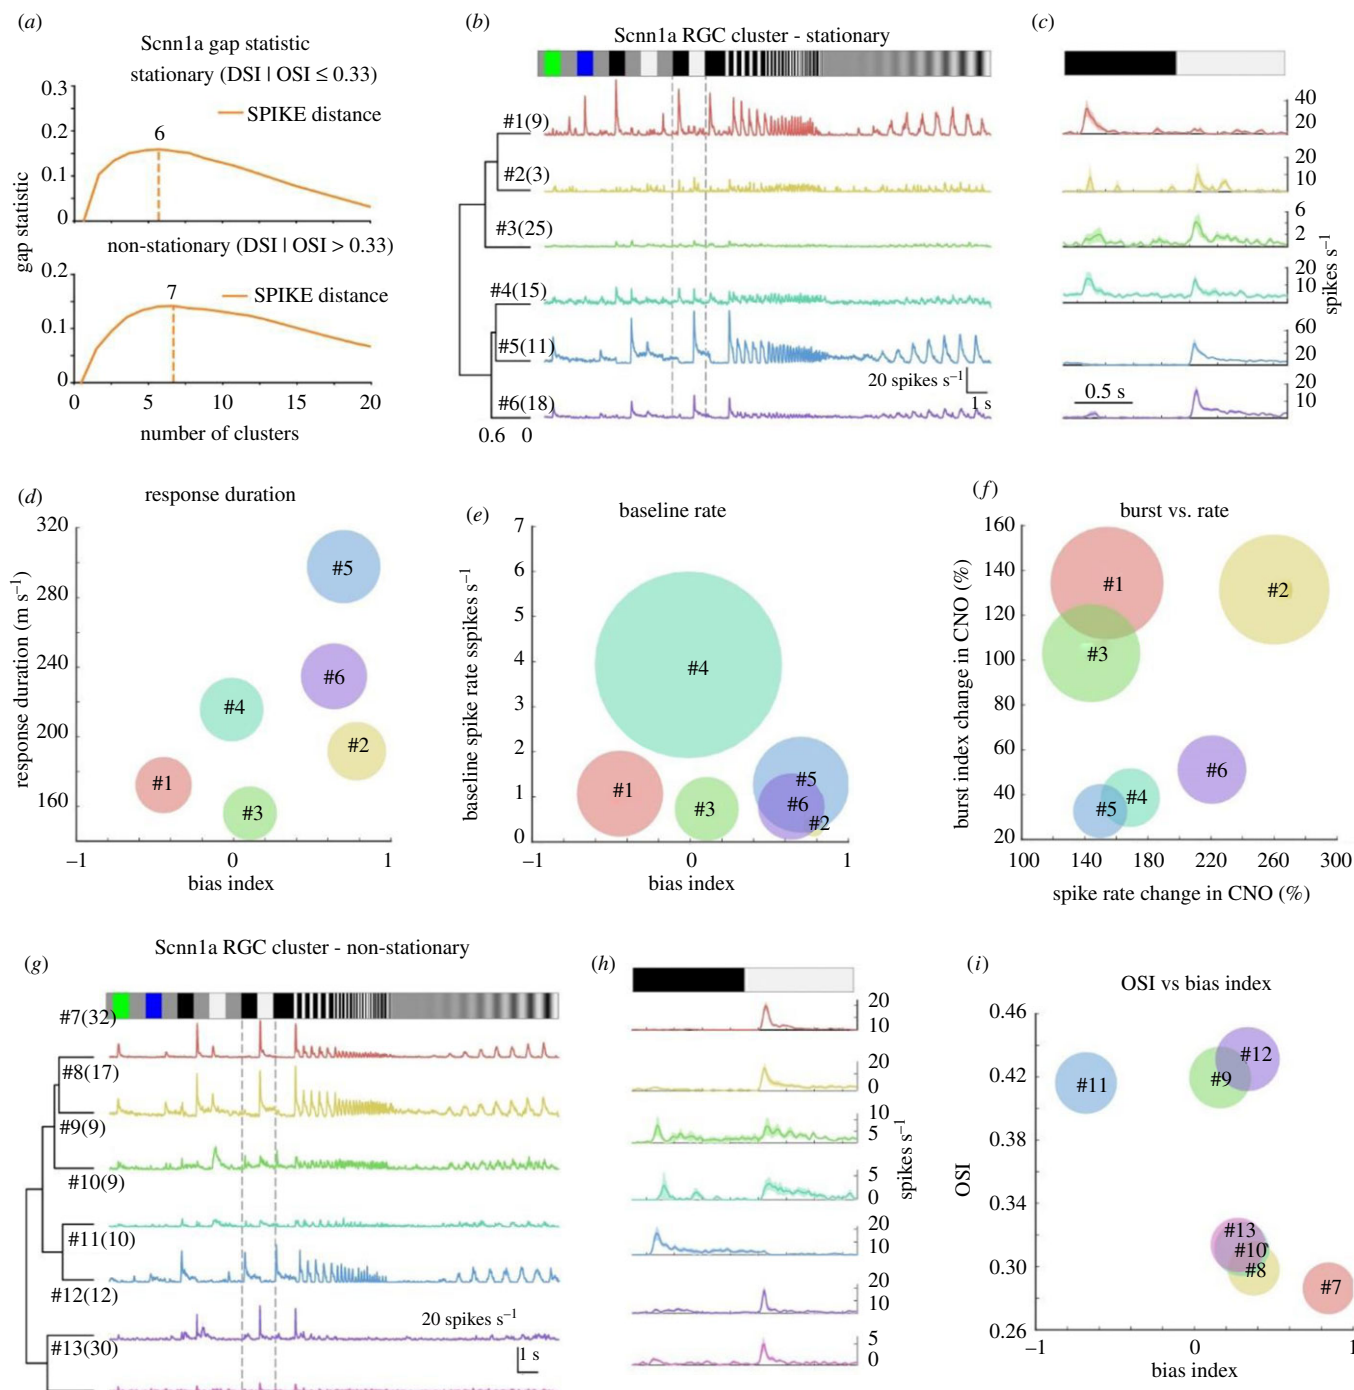 (a)
Scnn1a gap statistic
stationary (DSI | OSI ≤ 0.33)
0.3
0.2
0.1
0
SPIKE distance
6
non-stationary (DSI | OSI > 0.33)
gap statistic
0.2
0.1
0
SPIKE distance
7
0 5 10 15 20
number of clusters
(b)
Scnn1a RGC cluster - stationary
#1(9)
#2(3)
#3(25)
#4(15)
#5(11)
#6(18)
20 spikes s⁻¹
1 s
0.6 0
(c)
40
20
20
10
6
2
20
10
60
20
20
10
spikes s⁻¹
0.5 s
(d)
response duration
320
280
240
200
160
response duration (m s⁻¹)
#5
#6
#4
#2
#1
#3
−1 0 1
bias index
(e)
baseline rate
7
6
5
4
3
2
1
0
baseline spike rate sspikes s⁻¹
#4
#1
#3
#5
#6
#2
−1 0 1
bias index
(f)
burst vs. rate
160
140
120
100
80
60
40
20
burst index change in CNO (%)
#1
#2
#3
#6
#4
#5
100 140 180 220 260 300
spike rate change in CNO (%)
(g)
Scnn1a RGC cluster - non-stationary
#7(32)
#8(17)
#9(9)
#10(9)
#11(10)
#12(12)
#13(30)
20 spikes s⁻¹
1 s
(h)
20
10
20
0
10
5
5
0
20
10
20
10
5
0
spikes s⁻¹
(i)
OSI vs bias index
0.46
0.42
0.38
0.34
0.30
0.26
OSI
#12
#9
#11
#13
#10
#8
#7
−1 0 1
bias index